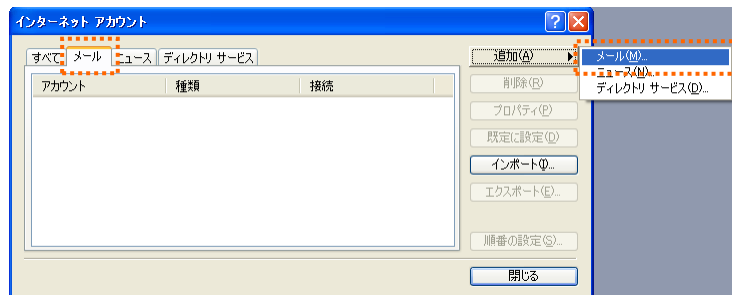 インターネット アカウント
すべて メール ニュース ディレクトリ サービス
アカウント 種類 接続
追加(A)
メール(M)...
ニュース(N)...
ディレクトリ サービス(D)...
削除(R)
プロパティ(P)
既定に設定(D)
インポート(I)...
エクスポート(E)...
順番の設定(S)...
閉じる